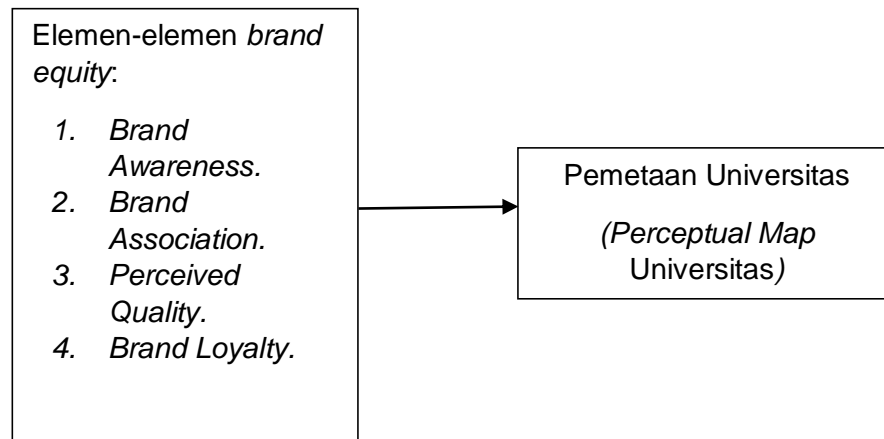 Elemen-elemen brand
equity:
1. Brand
Awareness.
2. Brand
Association.
3. Perceived
Quality.
4. Brand Loyalty.
Pemetaan Universitas
(Perceptual Map
Universitas)